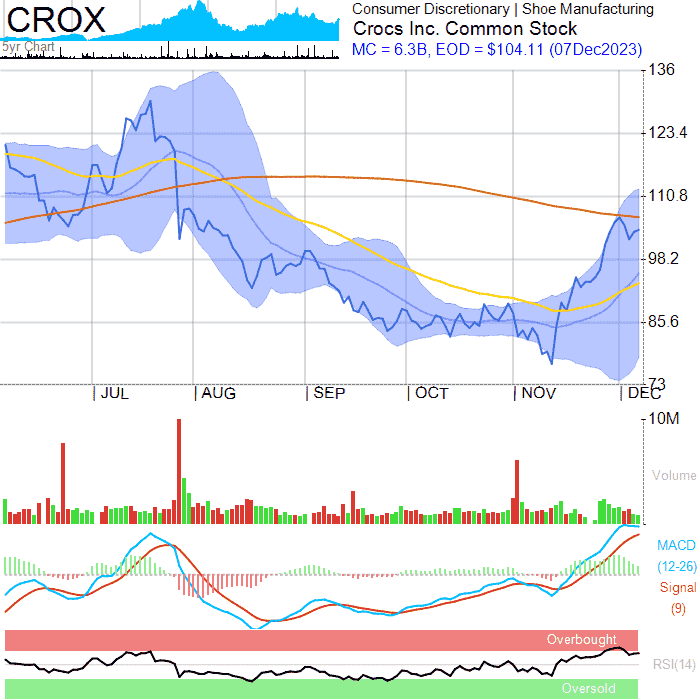 CROX
5yr Chart
Consumer Discretionary | Shoe Manufacturing
Crocs Inc. Common Stock
MC = 6.3B, EOD = $104.11 (07Dec2023)
136
123.4
110.8
98.2
85.6
73
JUL AUG SEP OCT NOV DEC
10M
Volume
MACD
(12-26)
Signal
(9)
Overbought
RSI(14)
Oversold